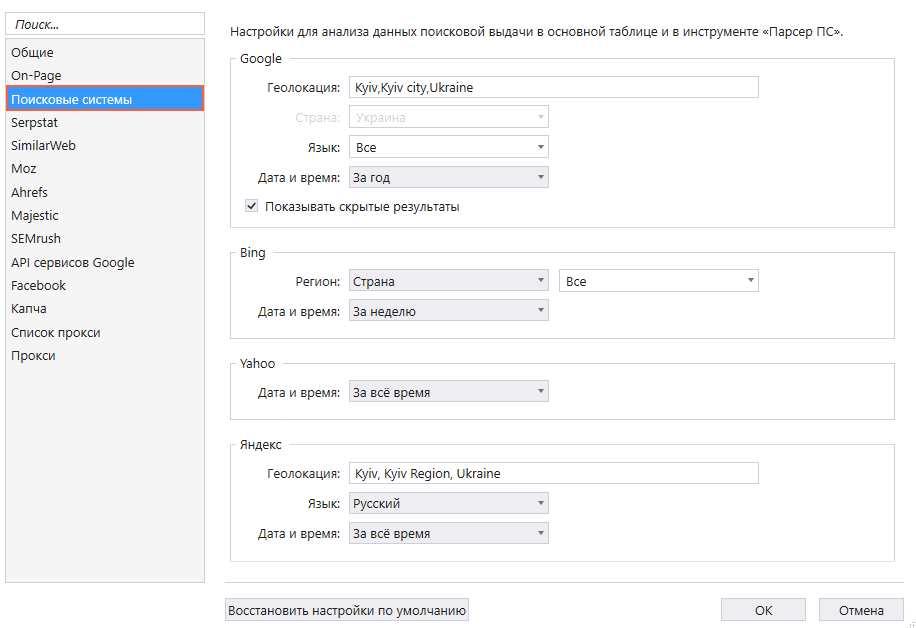 Поиск...
Общие
On-Page
Поисковые системы
Serpstat
SimilarWeb
Moz
Ahrefs
Majestic
SEMrush
API сервисов Google
Facebook
Капча
Список прокси
Прокси
Настройки для анализа данных поисковой выдачи в основной таблице и в инструменте «Парсер ПС».
Google
Геолокация: Kyiv,Kyiv city,Ukraine
Страна: Украина
Язык: Все
Дата и время: За год
Показывать скрытые результаты
Bing
Регион: Страна Все
Дата и время: За неделю
Yahoo
Дата и время: За всё время
Яндекс
Геолокация: Kyiv, Kyiv Region, Ukraine
Язык: Русский
Дата и время: За всё время
Восстановить настройки по умолчанию OK Отмена